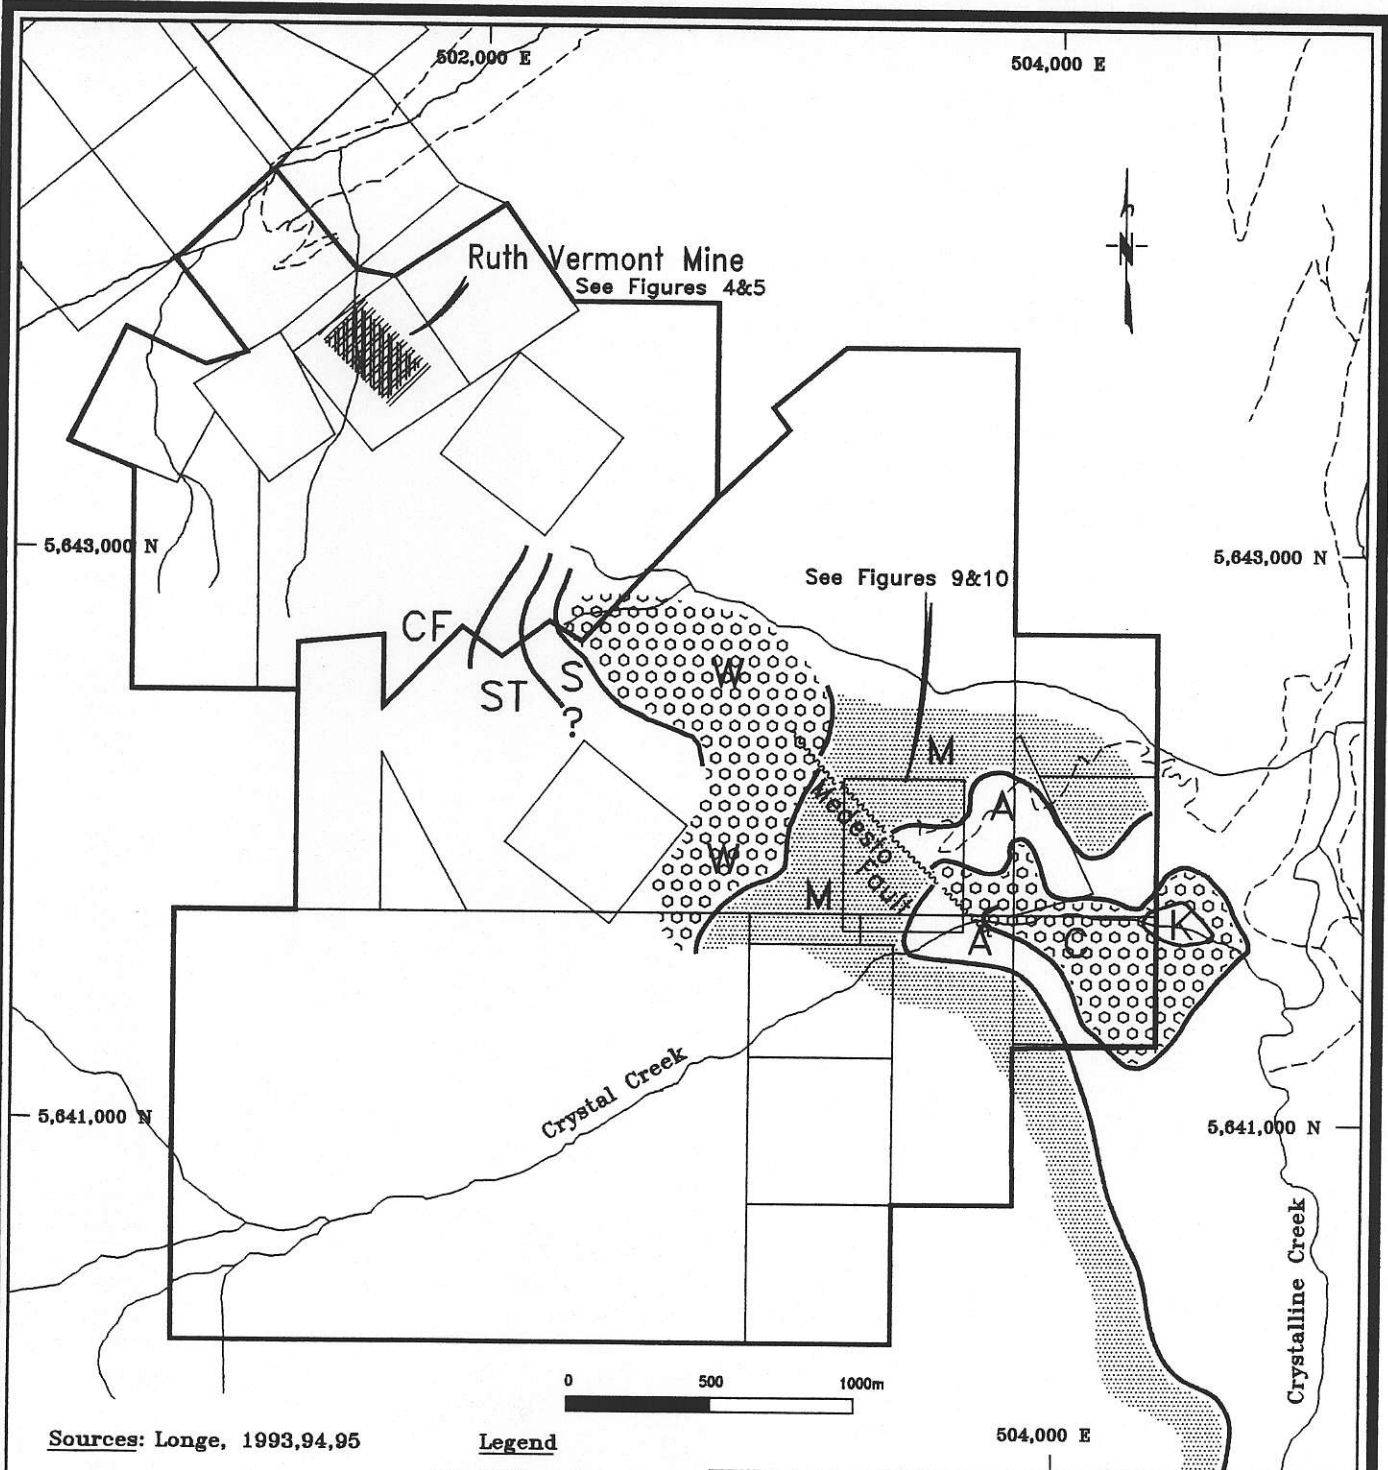 502,000 E
504,000 E
N
Ruth Vermont Mine
See Figures 4&5
5,643,000 N
5,643,000 N
See Figures 9&10
CF
W
ST
S
?
M
A
Medesto
Fault
W
M
K
A
C
Crystal Creek
5,641,000 N
5,641,000 N
Crystalline Creek
0 500 1000m
504,000 E
Sources: Longe, 1993,94,95
Legend